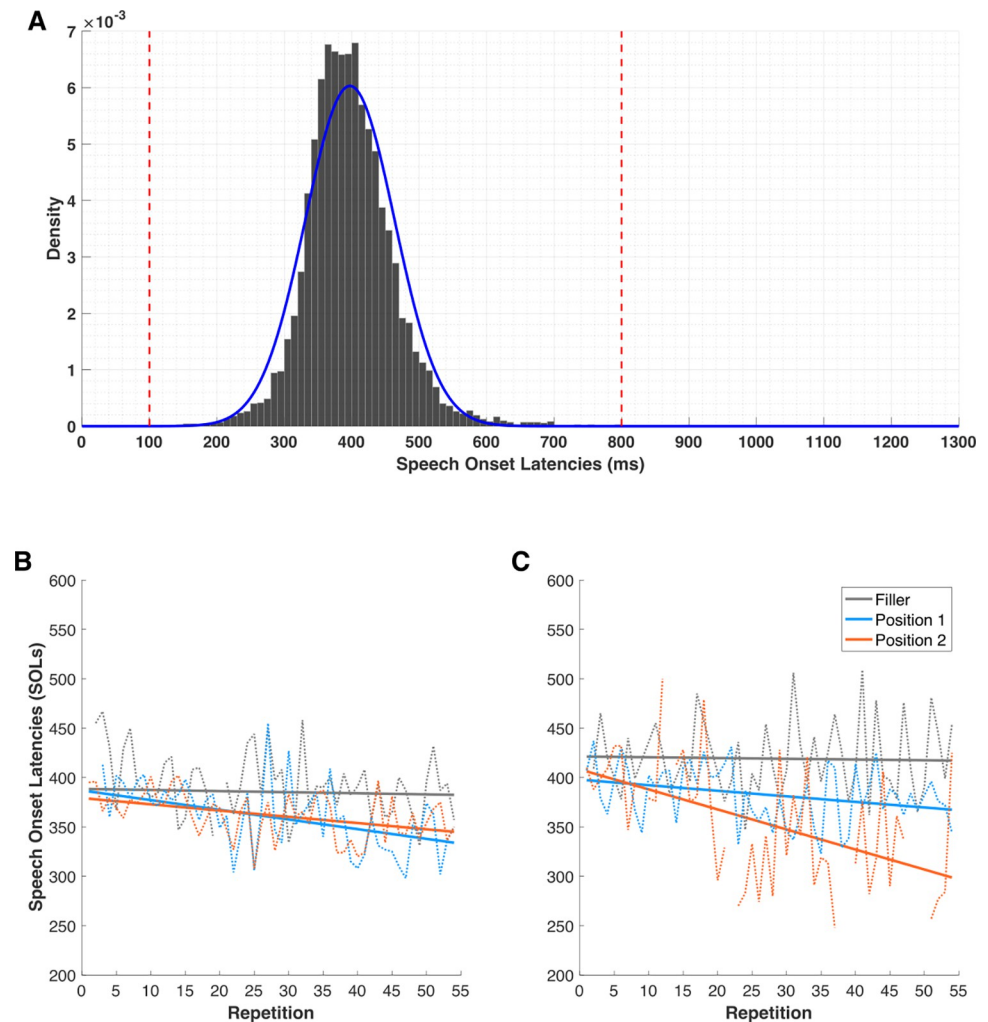 A
×10⁻³
7
6
5
4
3
2
1
0
Density
0 100 200 300 400 500 600 700 800 900 1000 1100 1200 1300
Speech Onset Latencies (ms)
B
600
550
500
450
400
350
300
250
200
Speech Onset Latencies (SOLs)
0 5 10 15 20 25 30 35 40 45 50 55
Repetition
C
600
550
500
450
400
350
300
250
200
Filler
Position 1
Position 2
0 5 10 15 20 25 30 35 40 45 50 55
Repetition